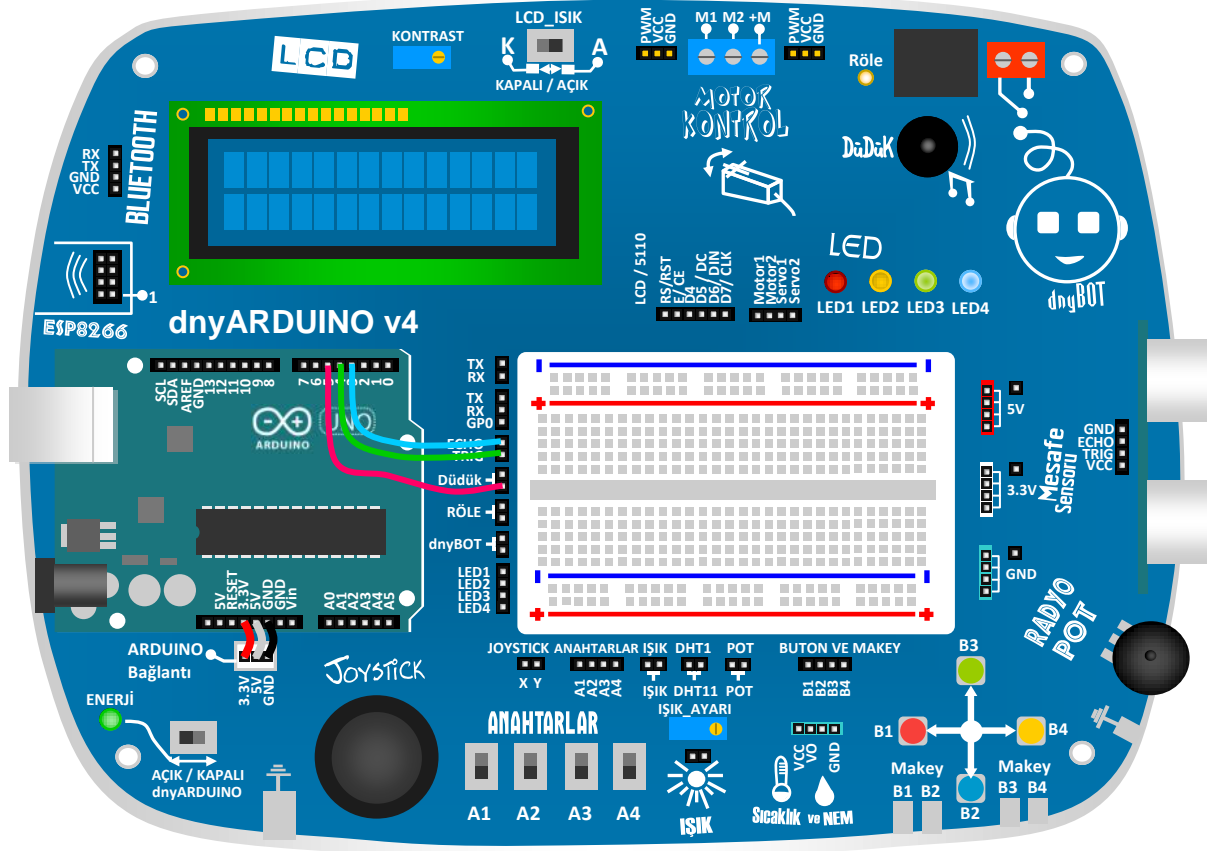 LCD_ISIK
KONTRAST
LCD
K
A
KAPALI / AÇIK
PWM
VCC
GND
M1 M2 +M
PWM
VCC
GND
Röle
MOTOR
KONTROL
DüDüK
RX
TX
GND
VCC
BLUETOOTH
1
ESP8266
dnyARDUINO v4
LCD / 5110
RS/RST
E/ CE
D4
D5 / DC
D6/ DIN
D7/ CLK
Motor1
Motor2
Servo1
Servo2
LED
LED1 LED2 LED3 LED4
dnyBOT
SCL
SDA
AREF
GND
13
12
11
10
9
8
7
6
2
1
0
ARDUINO
UNO
TX
RX
TX
RX
GP0
ECHO
TRIG
Düdük
RÖLE
dnyBOT
LED1
LED2
LED3
LED4
5V
3.3V
GND
Mesafe
Sensoru
GND
ECHO
TRIG
VCC
RADYO
POT
5V
RESET
3.3V
5V
GND
GND
Vin
A0
A1
A2
A3
A4
A5
ARDUINO
Bağlantı
3.3V
5V
GND
ENERJİ
AÇIK / KAPALI
dnyARDUINO
JOYSTICK
JOYSTICK ANAHTARLAR IŞIK DHT1 POT
X Y
A1
A2
A3
A4
IŞIK DHT11 POT
IŞIK_AYARI
BUTON VE MAKEY
B1
B2
B3
B4
ANAHTARLAR
A1 A2 A3 A4
IŞIK
VCC
VO
GND
Sıcaklık ve NEM
B3
B1
B4
B2
Makey
B1 B2
Makey
B3 B4